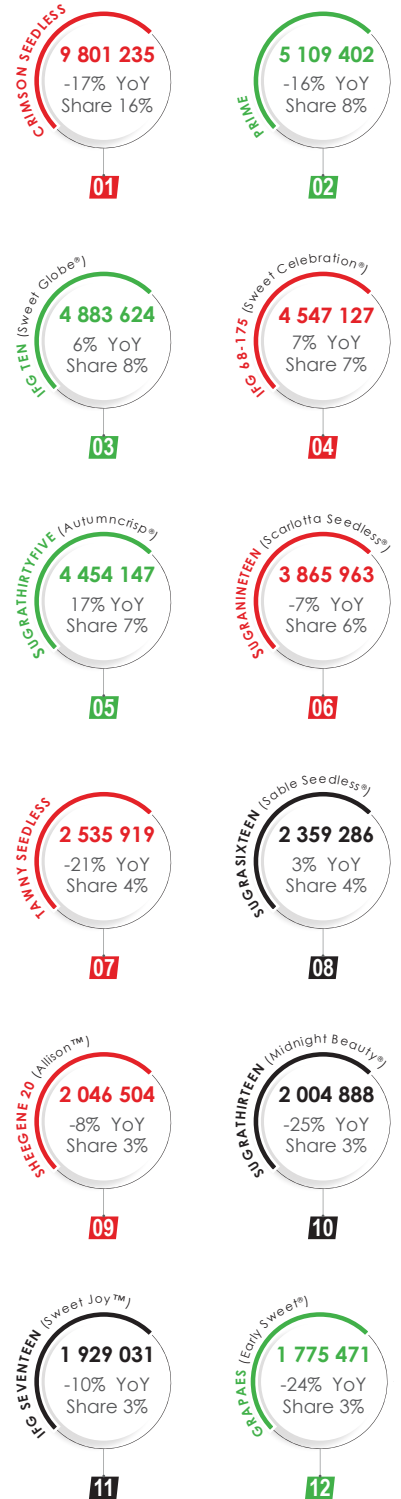 CRIMSON SEEDLESS
9 801 235
-17% YoY
Share 16%
01
PRIME
5 109 402
-16% YoY
Share 8%
02
IFG TEN (Sweet Globe®)
4 883 624
6% YoY
Share 8%
03
IFG 68-175 (Sweet Celebration®)
4 547 127
7% YoY
Share 7%
04
SUGRATHIRTYFIVE (Autumncrisp®)
4 454 147
17% YoY
Share 7%
05
SUGRANINETEEN (Scarlotta Seedless®)
3 865 963
-7% YoY
Share 6%
06
TAWNY SEEDLESS
2 535 919
-21% YoY
Share 4%
07
SUGRASIXTEEN (Sable Seedless®)
2 359 286
3% YoY
Share 4%
08
SHEEGENE 20 (Allison™)
2 046 504
-8% YoY
Share 3%
09
SUGRATHIRTEEN (Midnight Beauty®)
2 004 888
-25% YoY
Share 3%
10
IFG SEVENTEEN (Sweet Joy™)
1 929 031
-10% YoY
Share 3%
11
GRAPAES (Early Sweet®)
1 775 471
-24% YoY
Share 3%
12